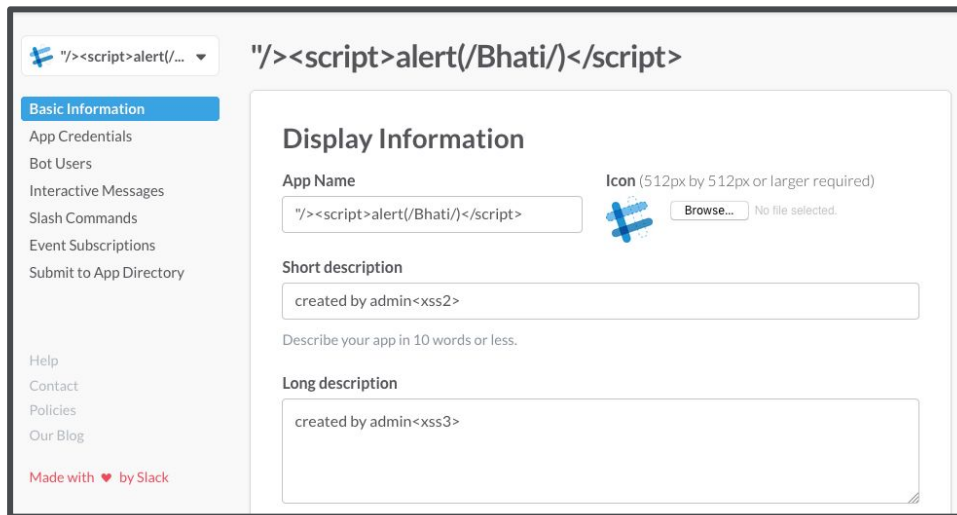 "/><script>alert(/...
"/><script>alert(/Bhati/)</script>
Basic Information
App Credentials
Bot Users
Interactive Messages
Slash Commands
Event Subscriptions
Submit to App Directory
Help
Contact
Policies
Our Blog
Made with ♥ by Slack
Display Information
App Name
"/><script>alert(/Bhati/)</script>
Icon (512px by 512px or larger required)
Browse... No file selected.
Short description
created by admin<xss2>
Describe your app in 10 words or less.
Long description
created by admin<xss3>